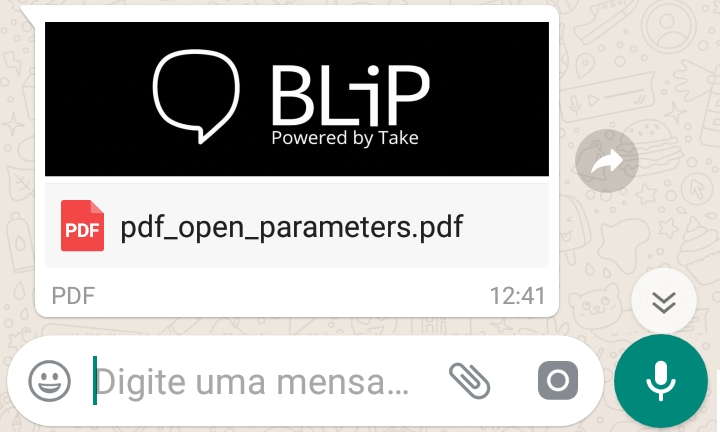 BLiP
Powered by Take
PDF pdf_open_parameters.pdf
PDF 12:41
Digite uma mensa...